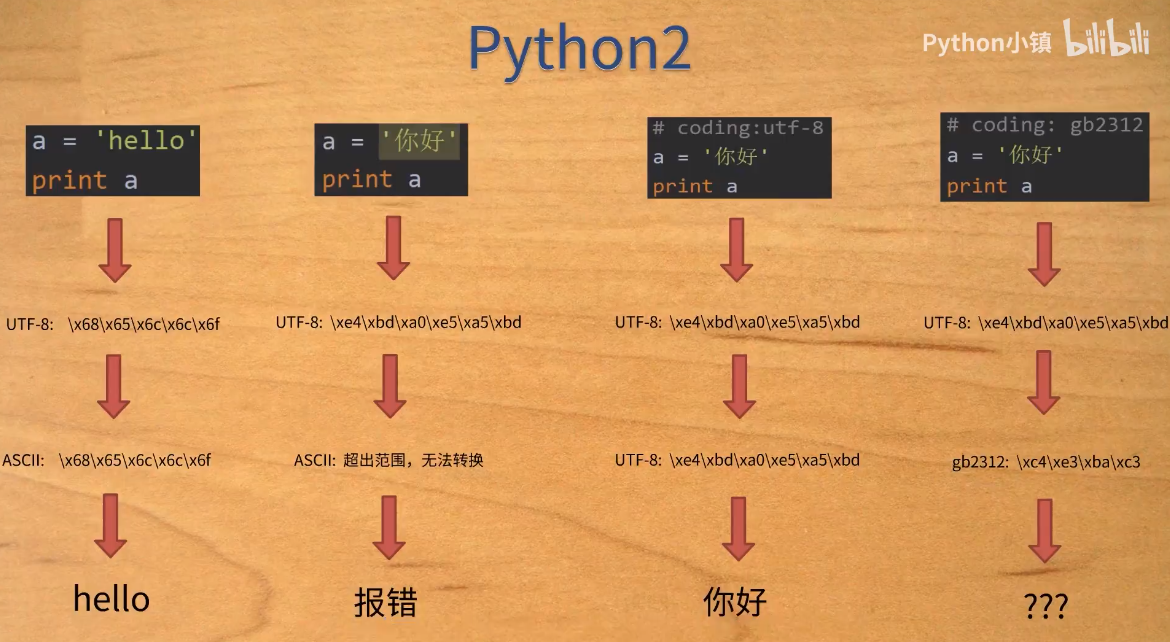 Python2
Python小镇 bilibili
a = 'hello'
print a
a = '你好'
print a
# coding:utf-8
a = '你好'
print a
# coding: gb2312
a = '你好'
print a
UTF-8: \x68\x65\x6c\x6c\x6f
UTF-8: \xe4\xbd\xa0\xe5\xa5\xbd
UTF-8: \xe4\xbd\xa0\xe5\xa5\xbd
UTF-8: \xe4\xbd\xa0\xe5\xa5\xbd
ASCII: \x68\x65\x6c\x6c\x6f
ASCII: 超出范围，无法转换
UTF-8: \xe4\xbd\xa0\xe5\xa5\xbd
gb2312: \xc4\xe3\xba\xc3
hello
报错
你好
???